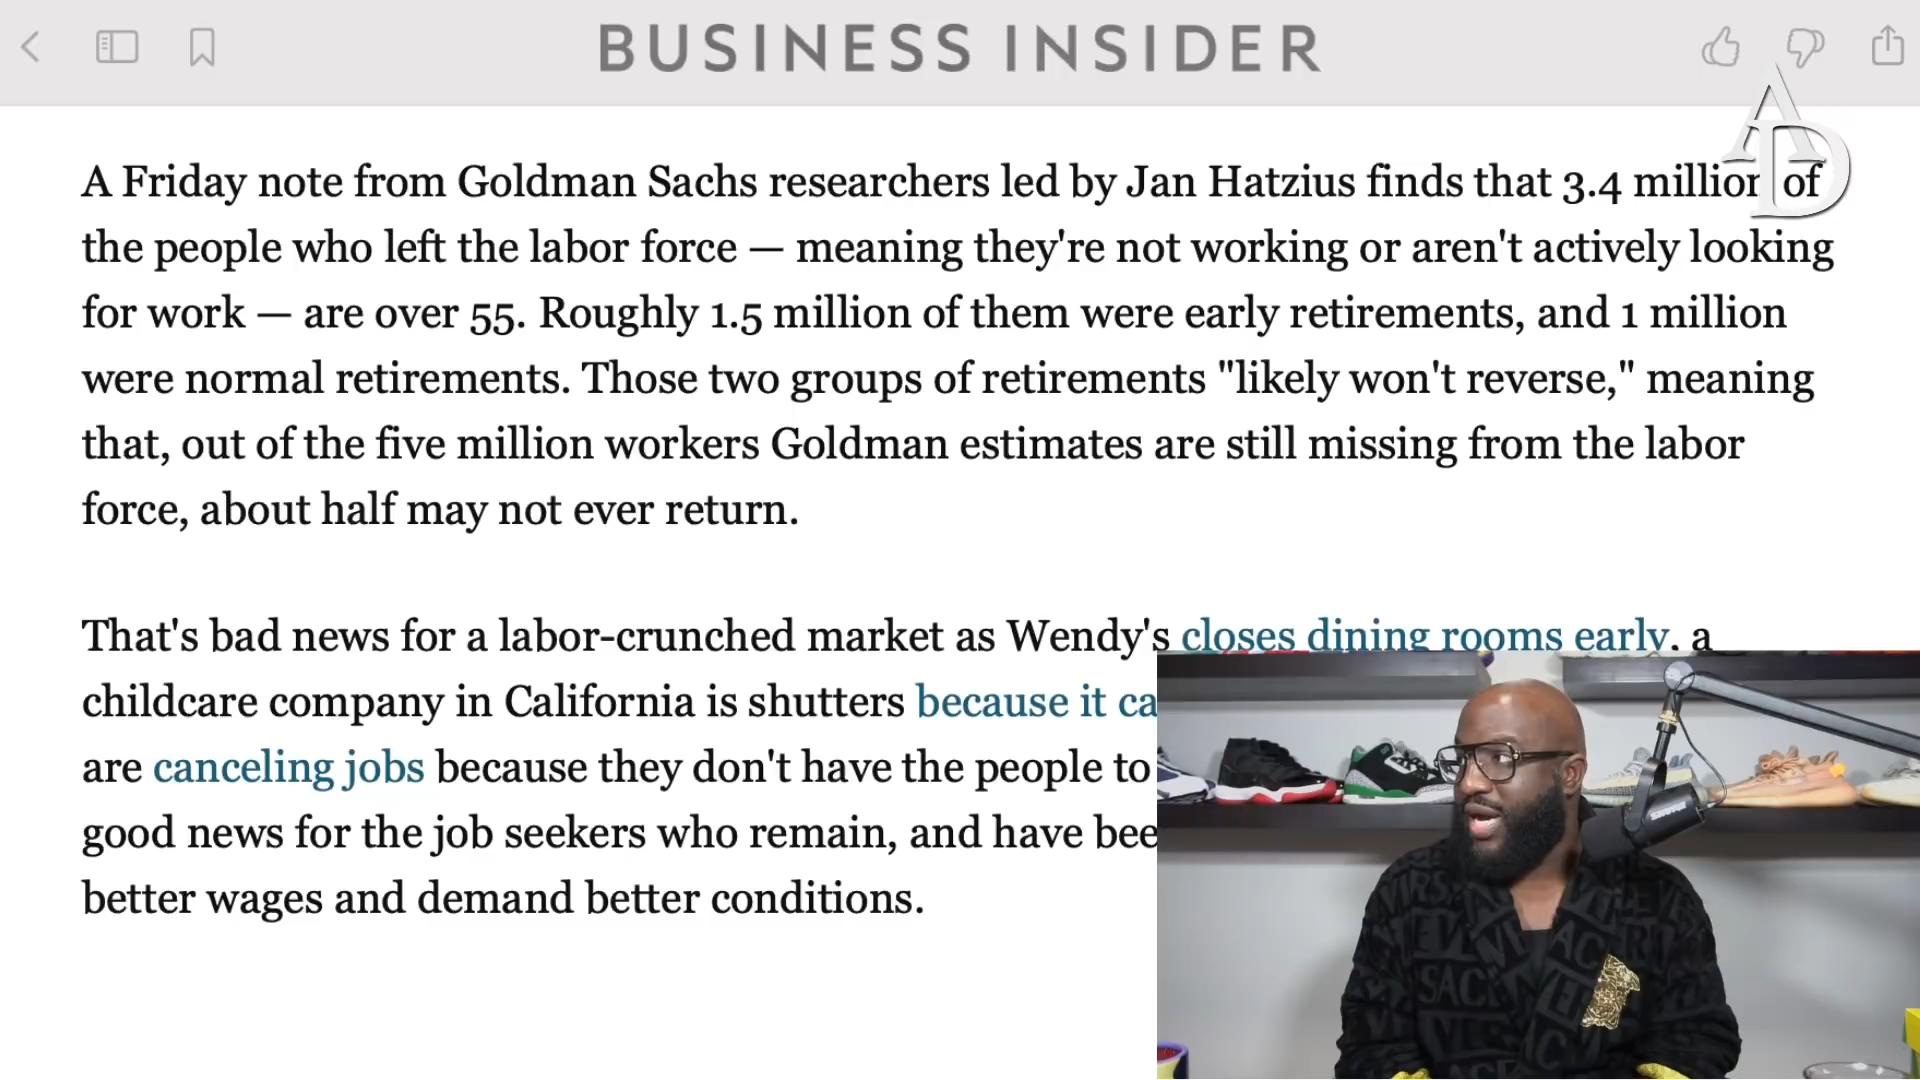 BUSINESS INSIDER
AD
A Friday note from Goldman Sachs researchers led by Jan Hatzius finds that 3.4 million of
the people who left the labor force — meaning they're not working or aren't actively looking
for work — are over 55. Roughly 1.5 million of them were early retirements, and 1 million
were normal retirements. Those two groups of retirements "likely won't reverse," meaning
that, out of the five million workers Goldman estimates are still missing from the labor
force, about half may not ever return.
That's bad news for a labor-crunched market as Wendy's closes dining rooms early, a
childcare company in California is shutters because it ca
are canceling jobs because they don't have the people to
good news for the job seekers who remain, and have bee
better wages and demand better conditions.
SHURE